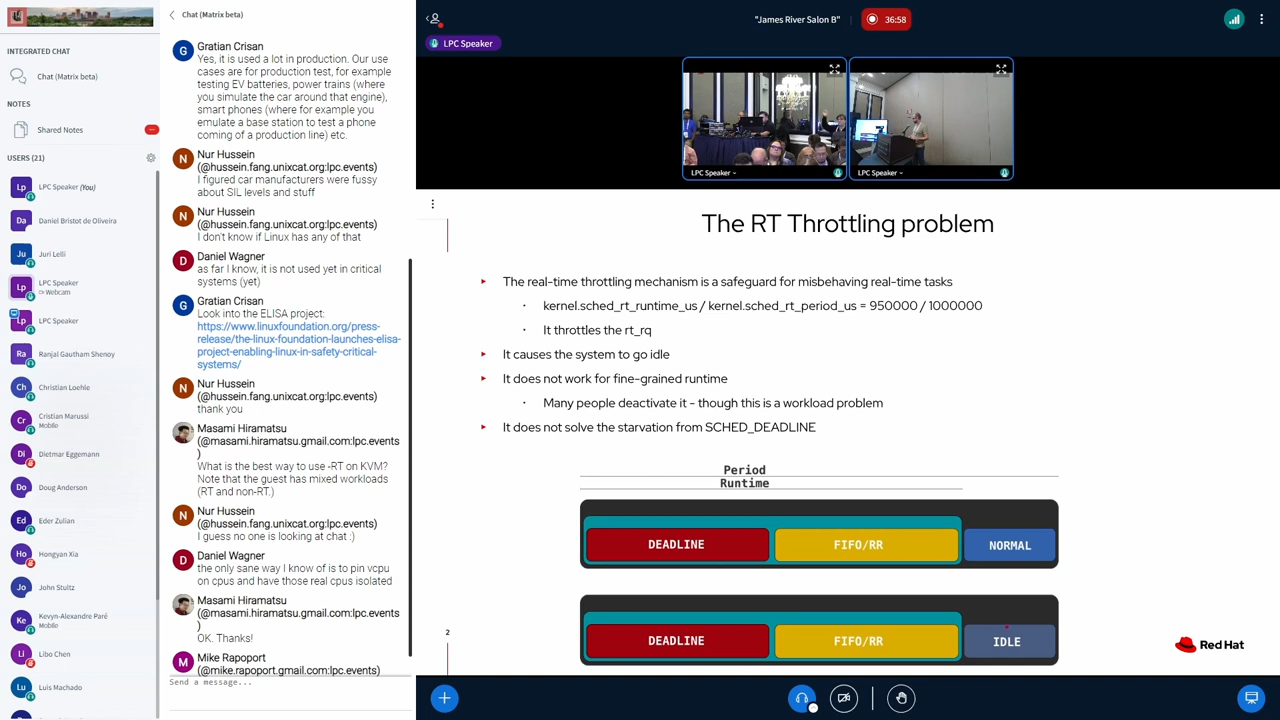 INTEGRATED CHAT
Chat (Matrix beta)
NOTES
Shared Notes
USERS (21)
Lp LPC Speaker (You)
Da Daniel Bristot de Oliveira
Ju Juri Lelli
Lp LPC Speaker
Webcam
Lp LPC Speaker
Ra Ranjal Gautham Shenoy
Ch Christian Loehle
Cr Cristian Marussi
Mobile
Di Dietmar Eggemann
Do Doug Anderson
Ed Eder Zulian
Ho Hongyan Xia
Jo John Stultz
Ke Kevyn-Alexandre Paré
Mobile
Li Libo Chen
Lu Luis Machado
Chat (Matrix beta)
G Gratian Crisan
Yes, it is used a lot in production. Our use
cases are for production test, for example
testing EV batteries, power trains (where
you simulate the car around that engine),
smart phones (where for example you
emulate a base station to test a phone
coming of a production line) etc.
N Nur Hussein
(@hussein.fang.unixcat.org:lpc.events)
I figured car manufacturers were fussy
about SIL levels and stuff
N Nur Hussein
(@hussein.fang.unixcat.org:lpc.events)
I don't know if Linux has any of that
D Daniel Wagner
as far I know, it is not used yet in critical
systems (yet)
G Gratian Crisan
Look into the ELISA project:
https://www.linuxfoundation.org/press-
release/the-linux-foundation-launches-elisa-
project-enabling-linux-in-safety-critical-
systems/
N Nur Hussein
(@hussein.fang.unixcat.org:lpc.events)
thank you
Masami Hiramatsu
(@masami.hiramatsu.gmail.com:lpc.events
)
What is the best way to use -RT on KVM?
Note that the guest has mixed workloads
(RT and non-RT.)
N Nur Hussein
(@hussein.fang.unixcat.org:lpc.events)
I guess no one is looking at chat :)
D Daniel Wagner
the only sane way I know of is to pin vcpu
on cpus and have those real cpus isolated
Masami Hiramatsu
(@masami.hiramatsu.gmail.com:lpc.events
)
OK. Thanks!
M Mike Rapoport
(@mike.rapoport.gmail.com:lpc.events)
Send a message...
"James River Salon B"
36:58
LPC Speaker
LPC Speaker
LPC Speaker
The RT Throttling problem
The real-time throttling mechanism is a safeguard for misbehaving real-time tasks
kernel.sched_rt_runtime_us / kernel.sched_rt_period_us = 950000 / 1000000
It throttles the rt_rq
It causes the system to go idle
It does not work for fine-grained runtime
Many people deactivate it - though this is a workload problem
It does not solve the starvation from SCHED_DEADLINE
Period
Runtime
DEADLINE FIFO/RR NORMAL
DEADLINE FIFO/RR IDLE
2
Red Hat